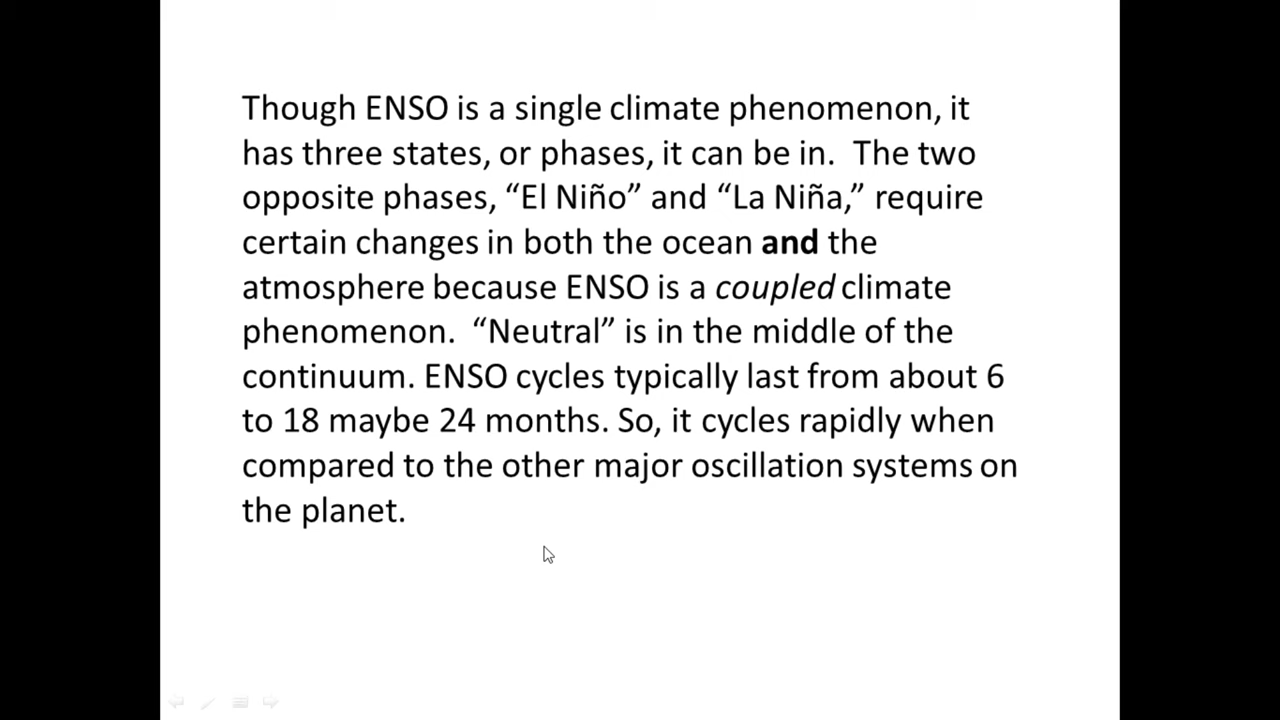 Though ENSO is a single climate phenomenon, it
has three states, or phases, it can be in.  The two
opposite phases, “El Niño” and “La Niña,” require
certain changes in both the ocean and the
atmosphere because ENSO is a coupled climate
phenomenon.  “Neutral” is in the middle of the
continuum. ENSO cycles typically last from about 6
to 18 maybe 24 months. So, it cycles rapidly when
compared to the other major oscillation systems on
the planet.